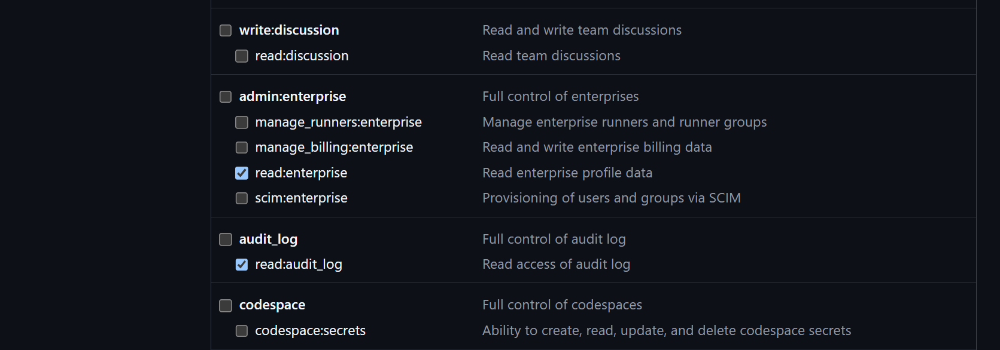 write:discussion Read and write team discussions
read:discussion Read team discussions
admin:enterprise Full control of enterprises
manage_runners:enterprise Manage enterprise runners and runner groups
manage_billing:enterprise Read and write enterprise billing data
read:enterprise Read enterprise profile data
scim:enterprise Provisioning of users and groups via SCIM
audit_log Full control of audit log
read:audit_log Read access of audit log
codespace Full control of codespaces
codespace:secrets Ability to create, read, update, and delete codespace secrets